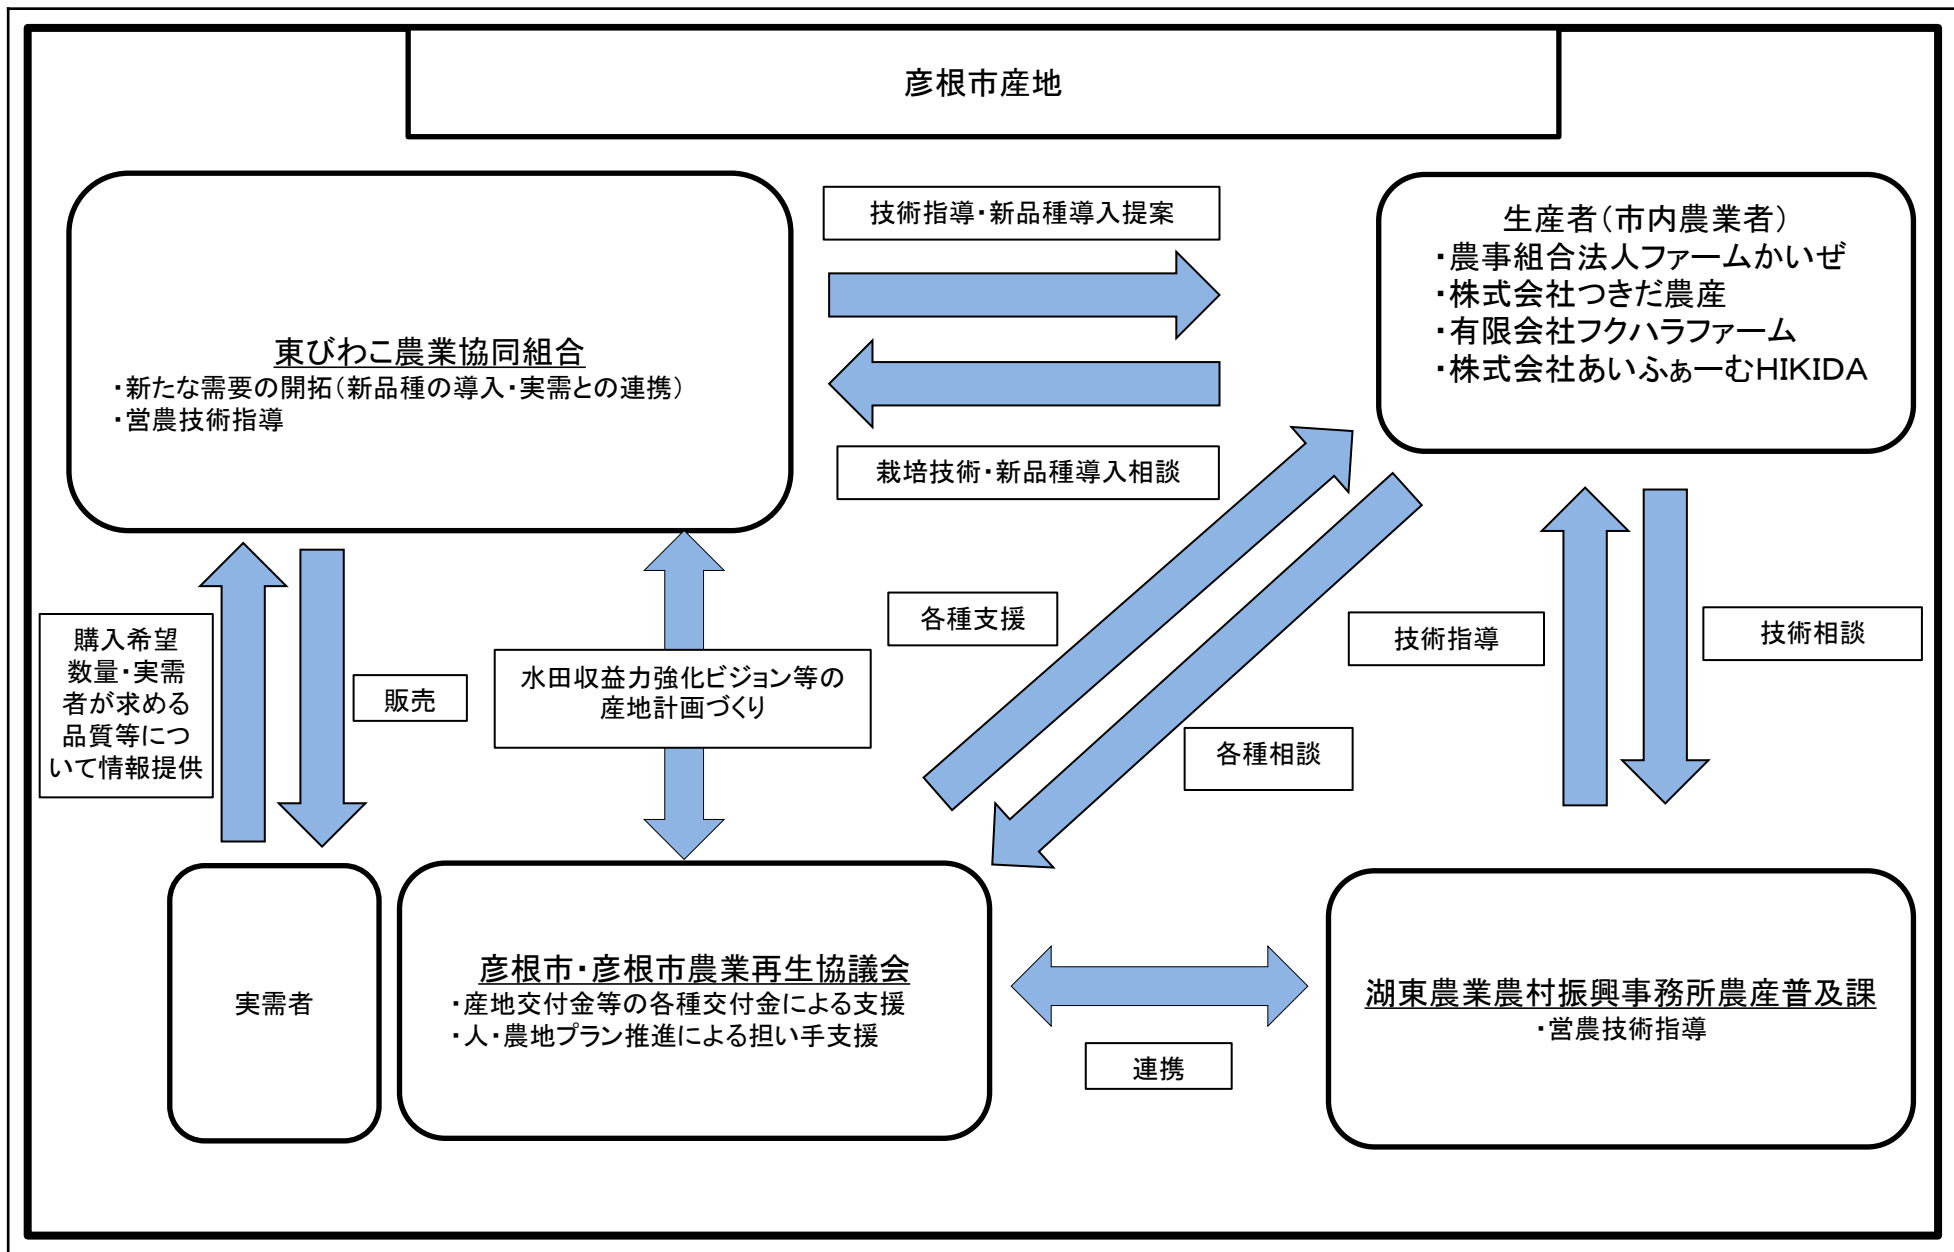 彦根市産地
東びわこ農業協同組合
・新たな需要の開拓（新品種の導入・実需との連携）
・営農技術指導
技術指導・新品種導入提案
栽培技術・新品種導入相談
生産者（市内農業者）
・農事組合法人ファームかいぜ
・株式会社つきだ農産
・有限会社フクハラファーム
・株式会社あいふぁーむHIKIDA
購入希望
数量・実需
者が求める
品質等につ
いて情報提供
販売
水田収益力強化ビジョン等の
産地計画づくり
各種支援
各種相談
技術指導
技術相談
実需者
彦根市・彦根市農業再生協議会
・産地交付金等の各種交付金による支援
・人・農地プラン推進による担い手支援
連携
湖東農業農村振興事務所農産普及課
・営農技術指導